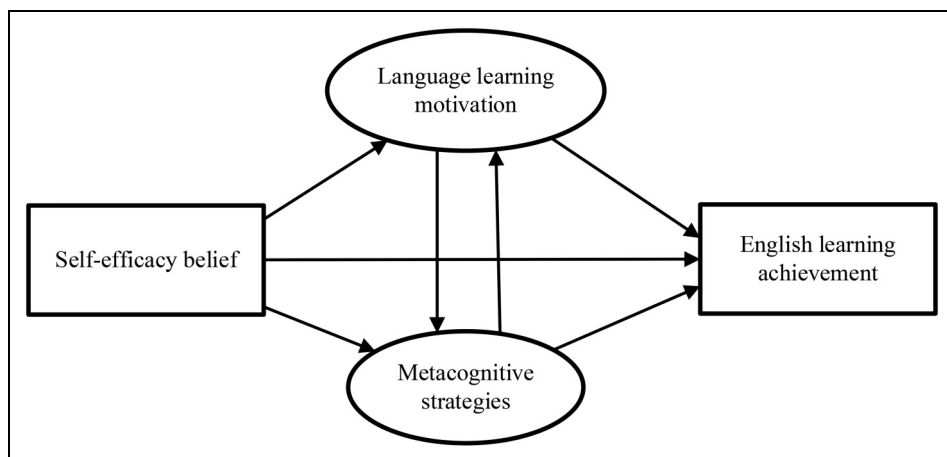 Language learning
motivation
Self-efficacy belief
English learning
achievement
Metacognitive
strategies